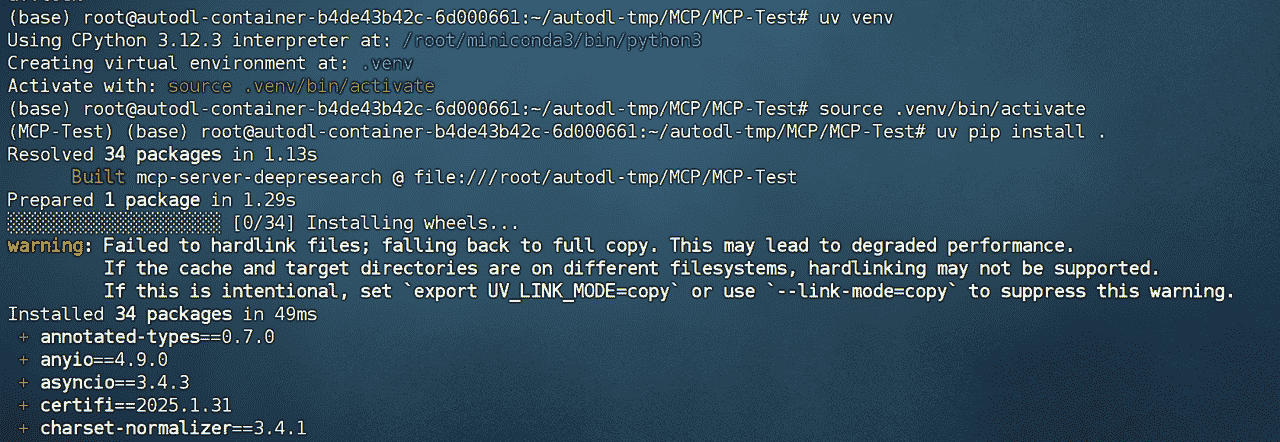 (base) root@autodl-container-b4de43b42c-6d000661:~/autodl-tmp/MCP/MCP-Test# uv venv
Using CPython 3.12.3 interpreter at: /root/miniconda3/bin/python3
Creating virtual environment at: .venv
Activate with: source .venv/bin/activate
(base) root@autodl-container-b4de43b42c-6d000661:~/autodl-tmp/MCP/MCP-Test# source .venv/bin/activate
(MCP-Test) (base) root@autodl-container-b4de43b42c-6d000661:~/autodl-tmp/MCP/MCP-Test# uv pip install .
Resolved 34 packages in 1.13s
Built mcp-server-deepresearch @ file:///root/autodl-tmp/MCP/MCP-Test
Prepared 1 package in 1.29s
░░░░░░░░░░░░░░░░░░░░ [0/34] Installing wheels...
warning: Failed to hardlink files; falling back to full copy. This may lead to degraded performance.
If the cache and target directories are on different filesystems, hardlinking may not be supported.
If this is intentional, set `export UV_LINK_MODE=copy` or use `--link-mode=copy` to suppress this warning.
Installed 34 packages in 49ms
+ annotated-types==0.7.0
+ anyio==4.9.0
+ asyncio==3.4.3
+ certifi==2025.1.31
+ charset-normalizer==3.4.1